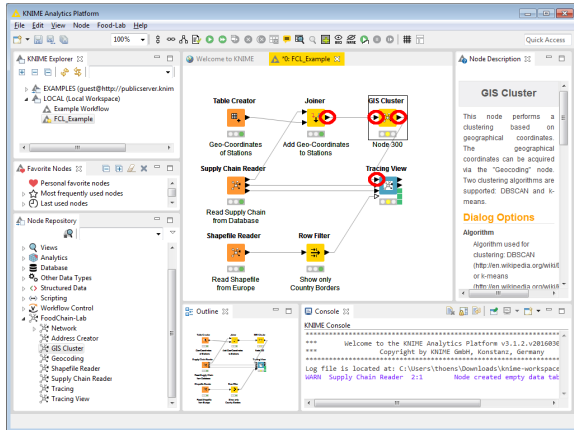 KNIME Analytics Platform
File Edit View Node Food-Lab Help
100%
Quick Access
KNIME Explorer
EXAMPLES (guest@http://publicserver.knim
LOCAL (Local Workspace)
Example Workflow
FCL_Example
Favorite Nodes
Personal favorite nodes
Most frequently used nodes
Last used nodes
Node Repository
Views
Analytics
Database
Other Data Types
Structured Data
Scripting
Workflow Control
FoodChain-Lab
Network
Address Creator
GIS Cluster
Geocoding
Shapefile Reader
Supply Chain Reader
Tracing
Tracing View
Welcome to KNIME
*0: FCL_Example
Table Creator
Joiner
GIS Cluster
Geo-Coordinates
of Stations
Add Geo-Coordinates
to Stations
Node 300
Supply Chain Reader
Tracing View
Read Supply Chain
from Database
Shapefile Reader
Row Filter
Read Shapefile
from Europe
Show only
Country Borders
Outline
Console
KNIME Console
*** Welcome to the KNIME Analytics Platform v3.1.2.v2016030
*** Copyright by KNIME GmbH, Konstanz, Germany
Log file is located at: C:\Users\thoens\Downloads\knime-workspace
WARN Supply Chain Reader 2:1 Node created empty data tab
Node Description
GIS Cluster
This node performs a
clustering based on
geographical coordinates.
The geographical
coordinates can be acquired
via the "Geocoding" node.
Two clustering algorithms are
supported: DBSCAN and k-
means.
Dialog Options
Algorithm
Algorithm used for
clustering: DBSCAN
(http://en.wikipedia.org/wiki/
or k-means
(http://en.wikipedia.org/wiki/